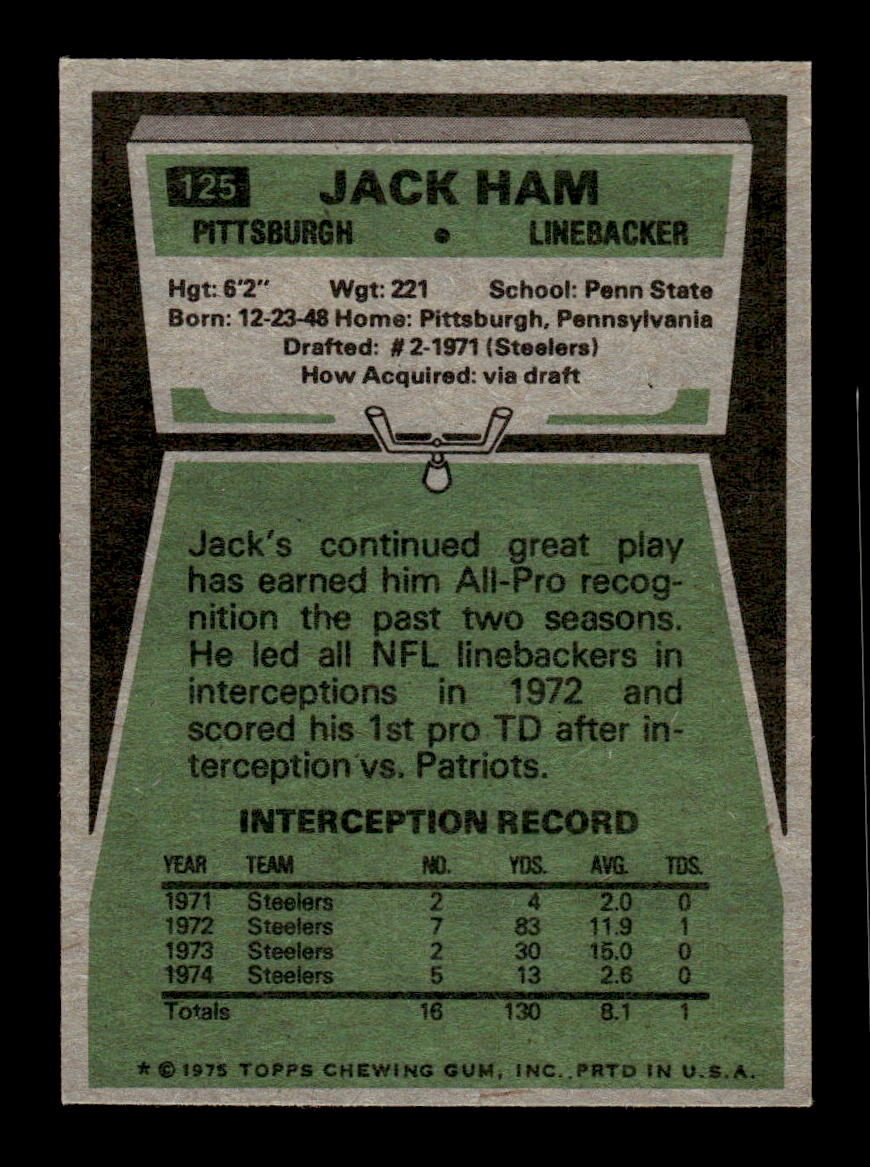 125 JACK HAM
PITTSBURGH • LINEBACKER
Hgt: 6'2" Wgt: 221 School: Penn State
Born: 12-23-48 Home: Pittsburgh, Pennsylvania
Drafted: #2-1971 (Steelers)
How Acquired: via draft
Jack's continued great play
has earned him All-Pro recog-
nition the past two seasons.
He led all NFL linebackers in
interceptions in 1972 and
scored his 1st pro TD after in-
terception vs. Patriots.
INTERCEPTION RECORD
YEAR TEAM NO. YDS. AVG. TDS.
1971 Steelers 2 4 2.0 0
1972 Steelers 7 83 11.9 1
1973 Steelers 2 30 15.0 0
1974 Steelers 5 13 2.6 0
Totals 16 130 8.1 1
* © 1975 TOPPS CHEWING GUM, INC. PRTD IN U.S.A.